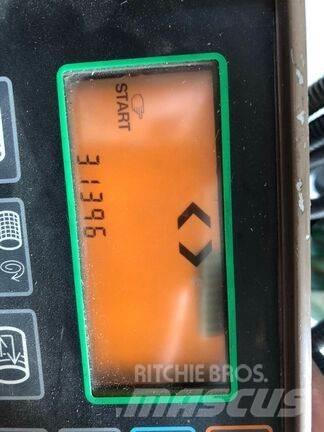 START
31396
RITCHIE BROS.
MASCUS